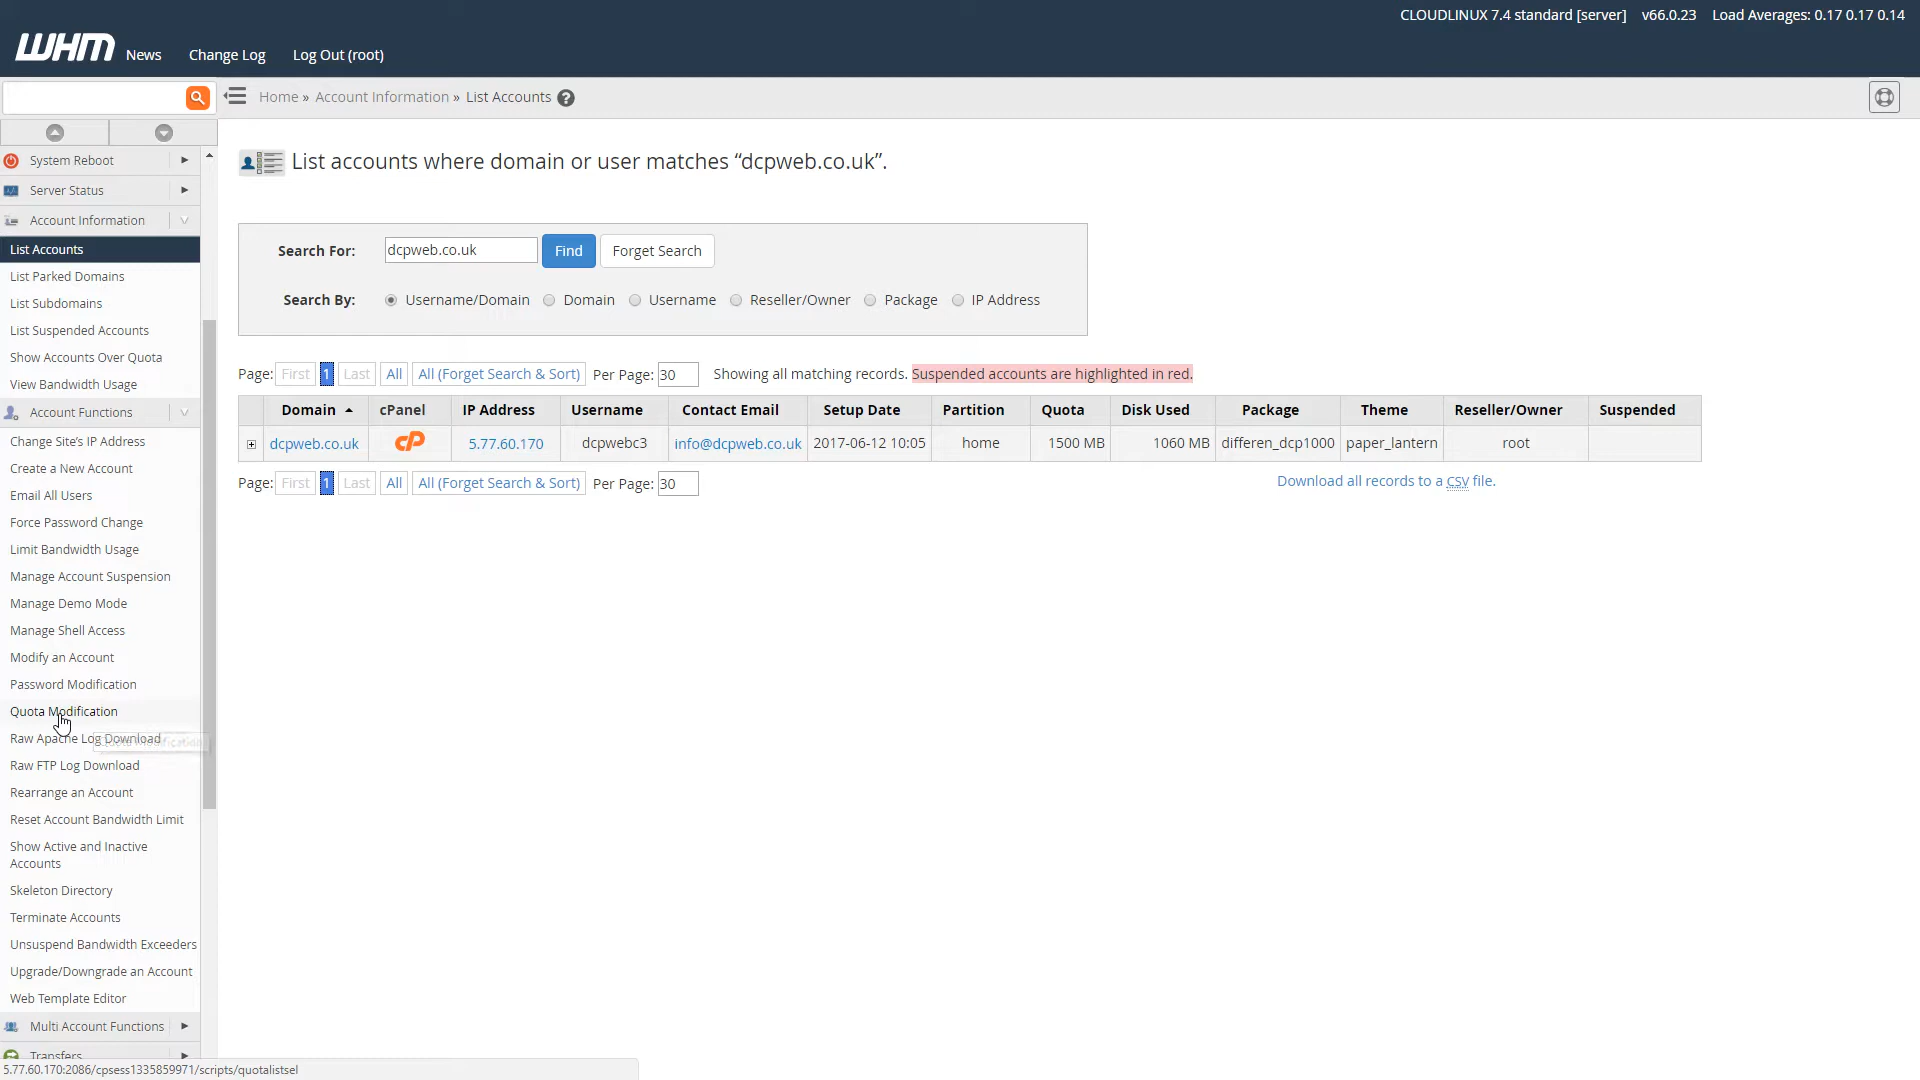 CLOUDLINUX 7.4 standard [server] v66.0.23 Load Averages: 0.17 0.17 0.14
WHM News Change Log Log Out (root)
Home » Account Information » List Accounts
System Reboot
Server Status
Account Information
List Accounts
List Parked Domains
List Subdomains
List Suspended Accounts
Show Accounts Over Quota
View Bandwidth Usage
Account Functions
Change Site's IP Address
Create a New Account
Email All Users
Force Password Change
Limit Bandwidth Usage
Manage Account Suspension
Manage Demo Mode
Manage Shell Access
Modify an Account
Password Modification
Quota Modification
Raw Apache Log Download
Raw FTP Log Download
Rearrange an Account
Reset Account Bandwidth Limit
Show Active and Inactive
Accounts
Skeleton Directory
Terminate Accounts
Unsuspend Bandwidth Exceeders
Upgrade/Downgrade an Account
Web Template Editor
Multi Account Functions
Transfers
List accounts where domain or user matches “dcpweb.co.uk”.
Search For: dcpweb.co.uk Find Forget Search
Search By: Username/Domain Domain Username Reseller/Owner Package IP Address
Page: First 1 Last All All (Forget Search & Sort) Per Page: 30 Showing all matching records. Suspended accounts are highlighted in red.
Domain cPanel IP Address Username Contact Email Setup Date Partition Quota Disk Used Package Theme Reseller/Owner Suspended
dcpweb.co.uk cP 5.77.60.170 dcpwebc3 info@dcpweb.co.uk 2017-06-12 10:05 home 1500 MB 1060 MB differen_dcp1000 paper_lantern root
Page: First 1 Last All All (Forget Search & Sort) Per Page: 30 Download all records to a CSV file.
5.77.60.170:2086/cpsess1335859971/scripts/quotalistsel